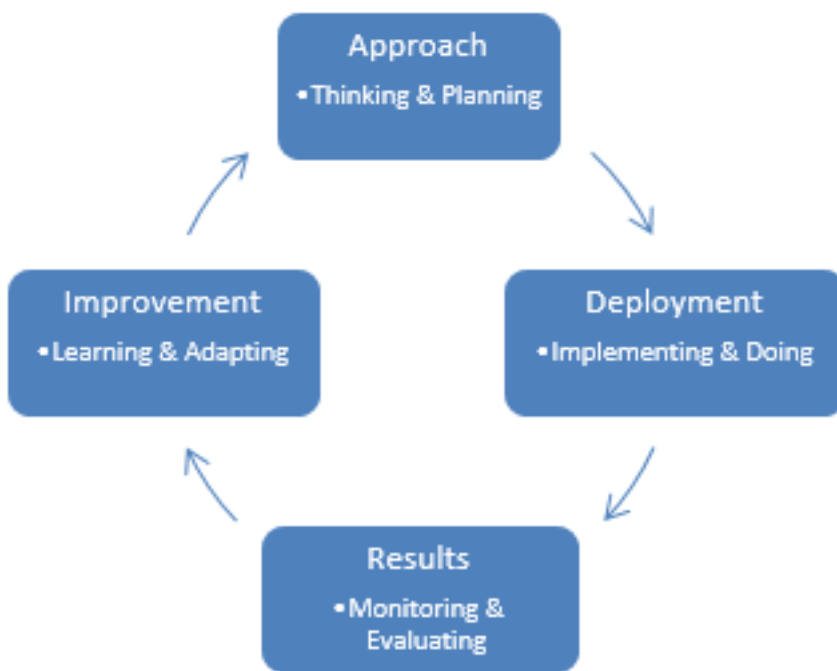 Approach
•Thinking & Planning
Improvement
•Learning & Adapting
Deployment
•Implementing & Doing
Results
•Monitoring &
Evaluating